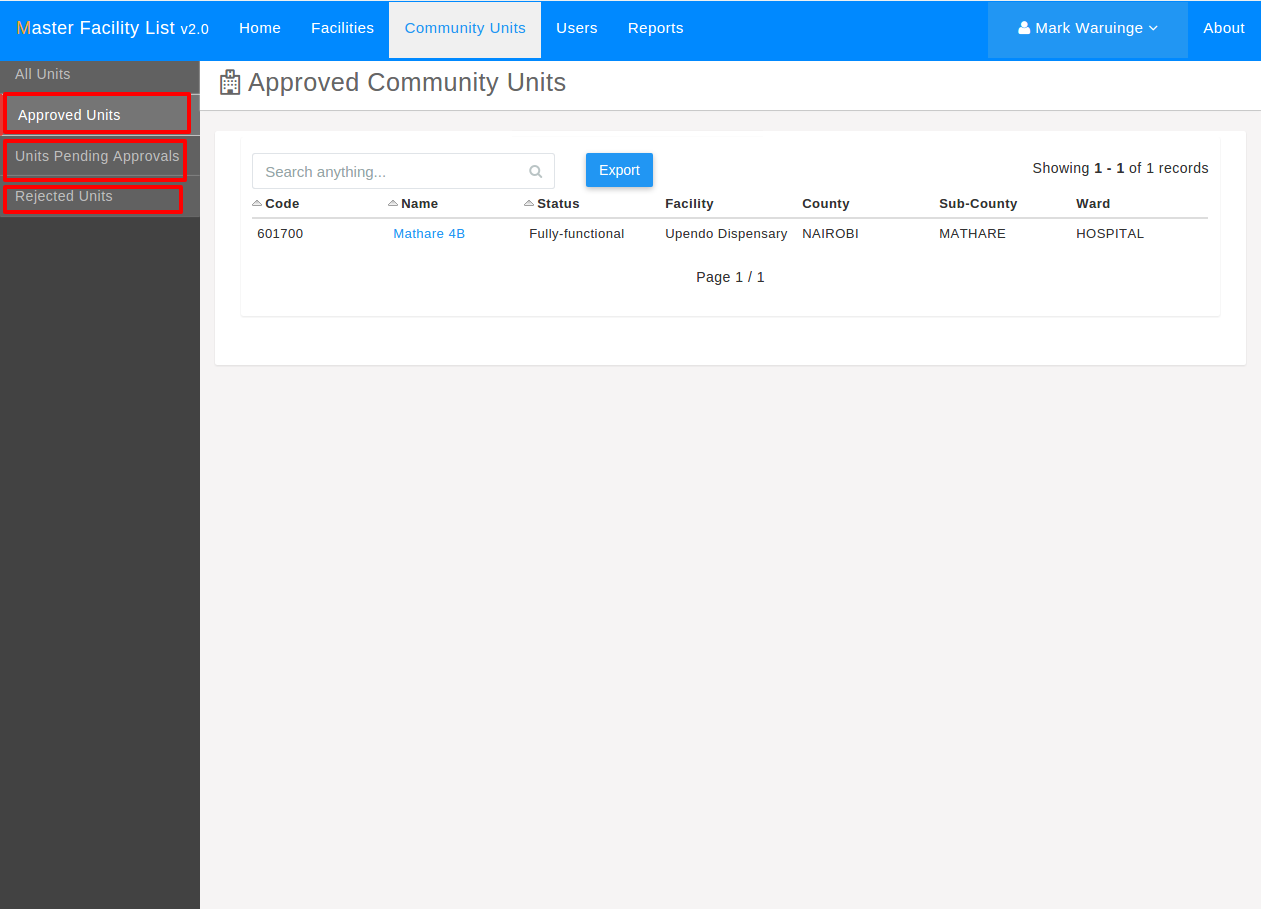 Master Facility List v2.0 Home Facilities Community Units Users Reports Mark Waruinge About
All Units
Approved Units
Units Pending Approvals
Rejected Units
Approved Community Units
Search anything... Export Showing 1 - 1 of 1 records
Code Name Status Facility County Sub-County Ward
601700 Mathare 4B Fully-functional Upendo Dispensary NAIROBI MATHARE HOSPITAL
Page 1 / 1